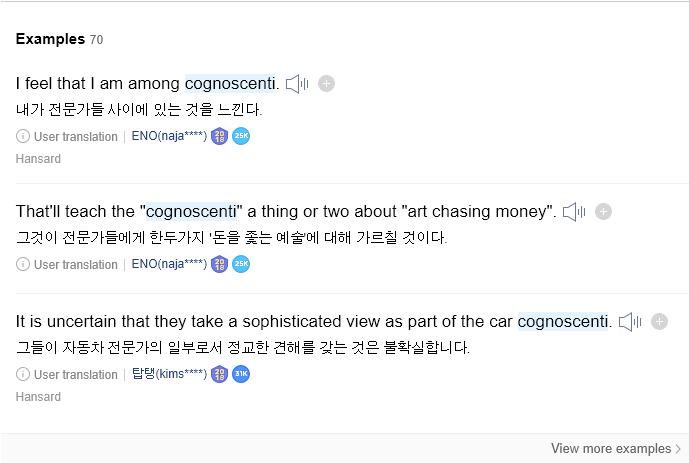 Examples 70
I feel that I am among cognoscenti.
내가 전문가들 사이에 있는 것을 느낀다.
User translation | ENO(naja****) 2018 25K
Hansard
That'll teach the "cognoscenti" a thing or two about "art chasing money".
그것이 전문가들에게 한두가지 '돈을 좇는 예술'에 대해 가르칠 것이다.
User translation | ENO(naja****) 2018 25K
It is uncertain that they take a sophisticated view as part of the car cognoscenti.
그들이 자동차 전문가의 일부로서 정교한 견해를 갖는 것은 불확실합니다.
User translation | 탑탱(kims****) 2018 31K
Hansard
View more examples